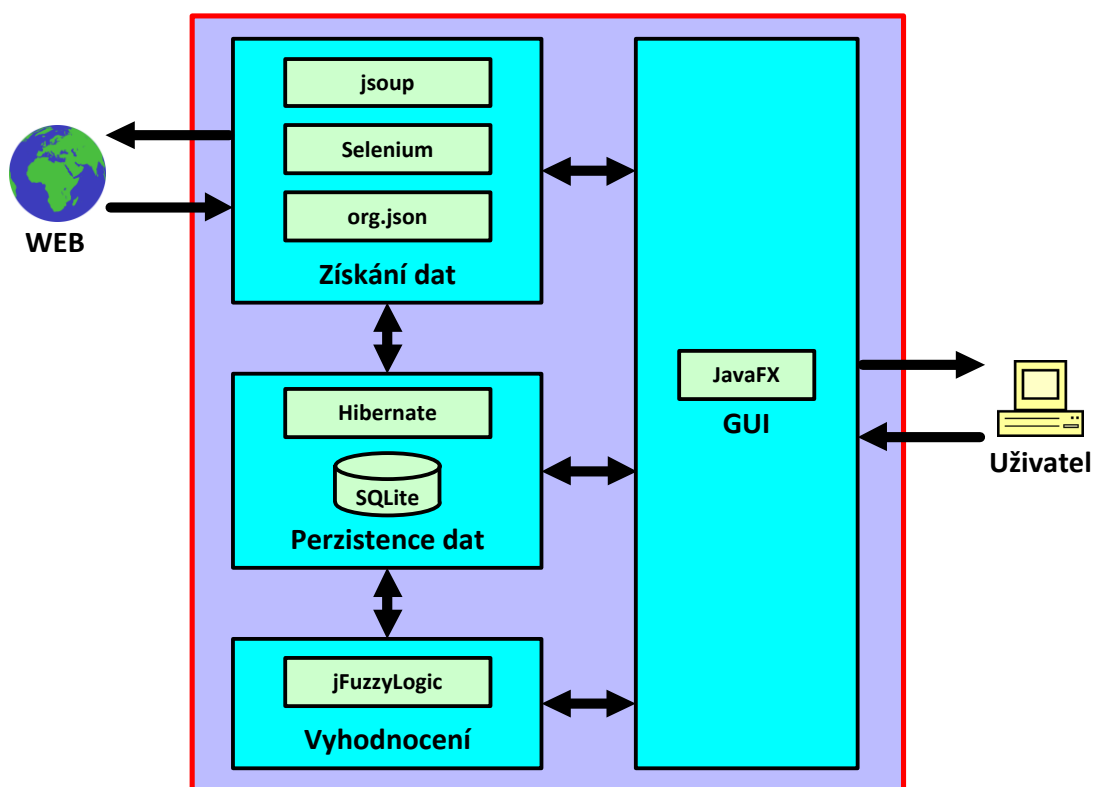 jsoup
Selenium
org.json
Získání dat
WEB
Hibernate
SQLite
Perzistence dat
jFuzzyLogic
Vyhodnocení
JavaFX
GUI
Uživatel